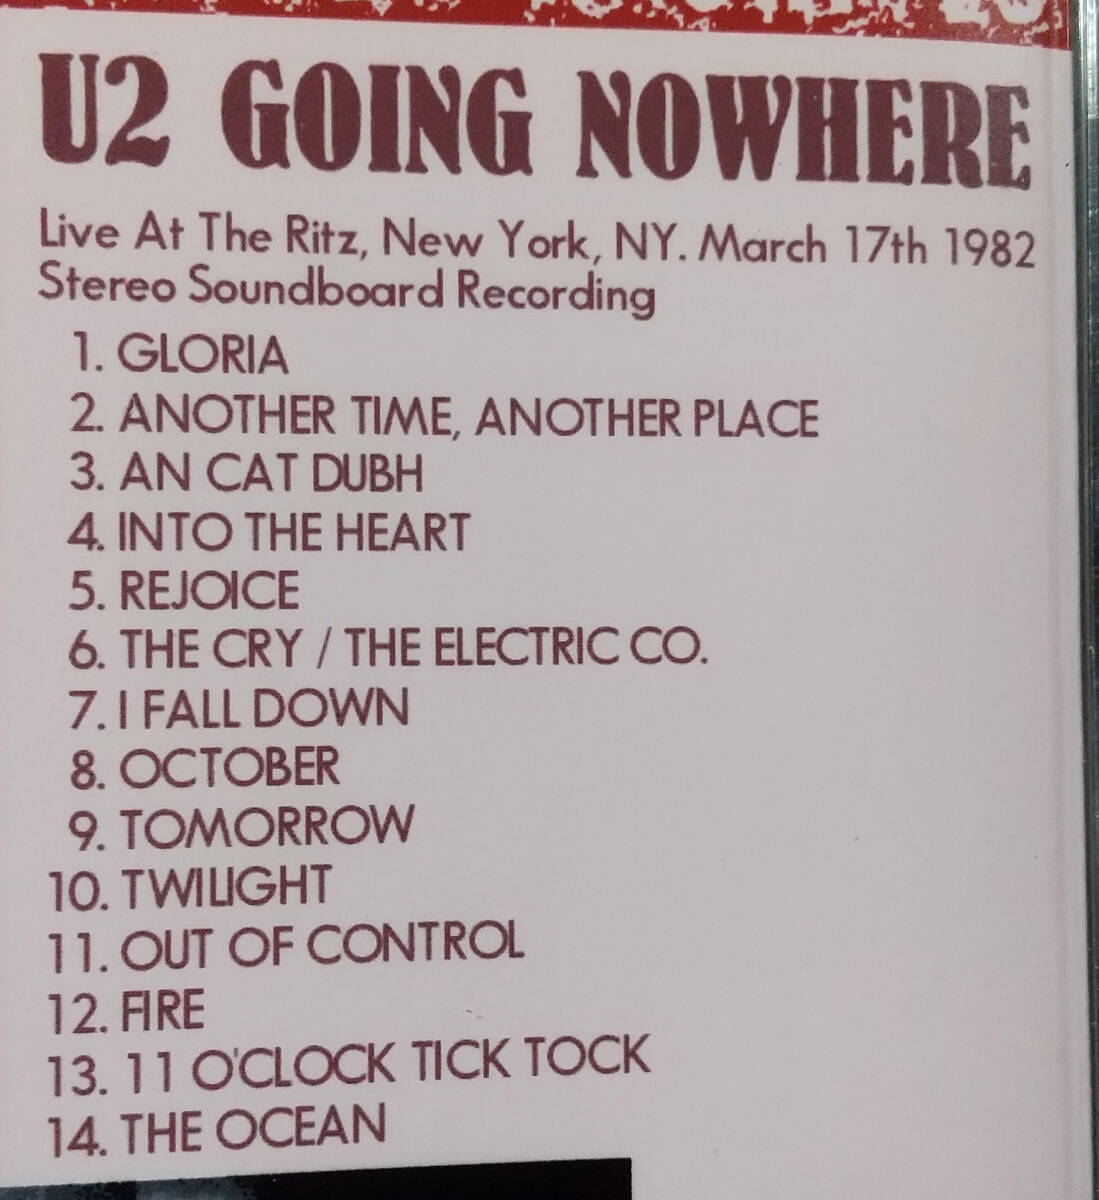 U2 GOING NOWHERE
Live At The Ritz, New York, NY. March 17th 1982
Stereo Soundboard Recording
1. GLORIA
2. ANOTHER TIME, ANOTHER PLACE
3. AN CAT DUBH
4. INTO THE HEART
5. REJOICE
6. THE CRY / THE ELECTRIC CO.
7. I FALL DOWN
8. OCTOBER
9. TOMORROW
10. TWILIGHT
11. OUT OF CONTROL
12. FIRE
13. 11 O'CLOCK TICK TOCK
14. THE OCEAN